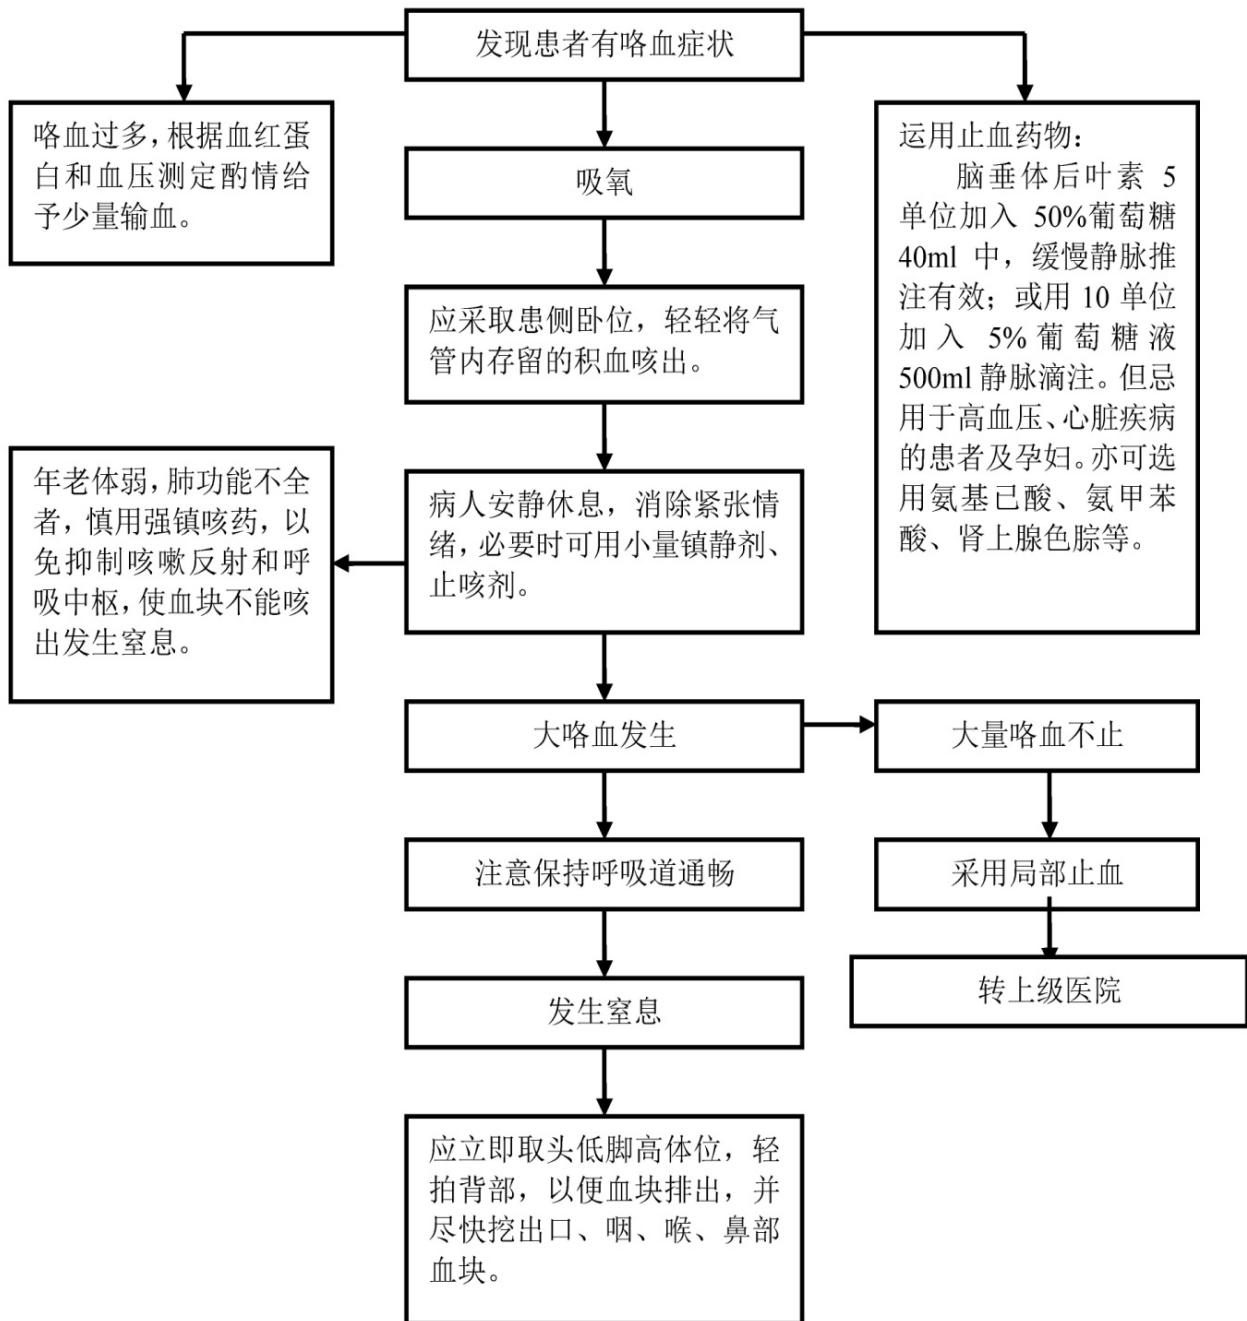 发现患者有咯血症状
咯血过多，根据血红蛋
白和血压测定酌情给
予少量输血。
吸氧
运用止血药物：
脑垂体后叶素 5
单位加入 50%葡萄糖
40ml 中，缓慢静脉推
注有效；或用 10 单位
加入 5%葡萄糖液
500ml 静脉滴注。但忌
用于高血压、心脏疾病
的患者及孕妇。亦可选
用氨基己酸、氨甲苯
酸、肾上腺色腙等。
应采取患侧卧位，轻轻将气
管内存留的积血咳出。
年老体弱，肺功能不全
者，慎用强镇咳药，以
免抑制咳嗽反射和呼
吸中枢，使血块不能咳
出发生窒息。
病人安静休息，消除紧张情
绪，必要时可用小量镇静剂、
止咳剂。
大咯血发生
大量咯血不止
注意保持呼吸道通畅
采用局部止血
发生窒息
转上级医院
应立即取头低脚高体位，轻
拍背部，以便血块排出，并
尽快挖出口、咽、喉、鼻部
血块。